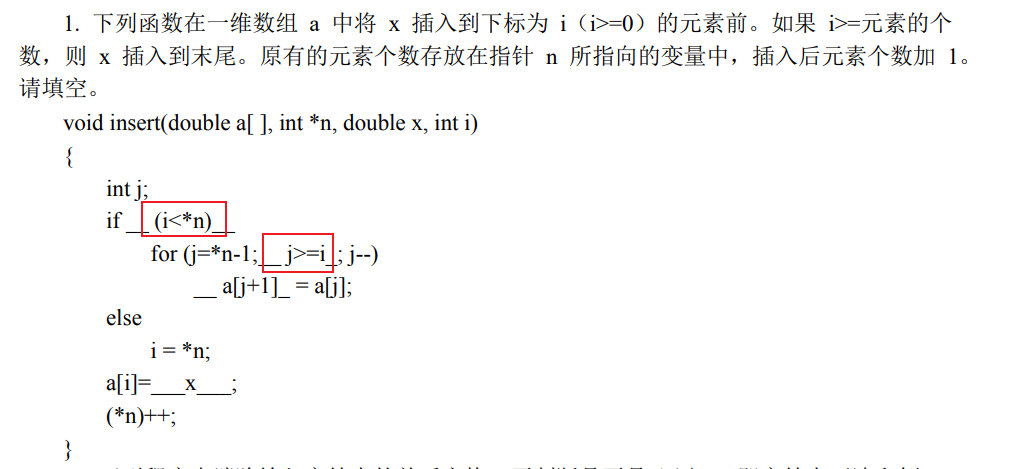 1. 下列函数在一维数组 a 中将 x 插入到下标为 i（i>=0）的元素前。如果 i>=元素的个
数，则 x 插入到末尾。原有的元素个数存放在指针 n 所指向的变量中，插入后元素个数加 1。
请填空。
void insert(double a[ ], int *n, double x, int i)
{
int j;
if __ (i<*n)__
for (j=*n-1;__ j>=i_; j--)
__ a[j+1]_ = a[j];
else
i = *n;
a[i]=___x___;
(*n)++;
}